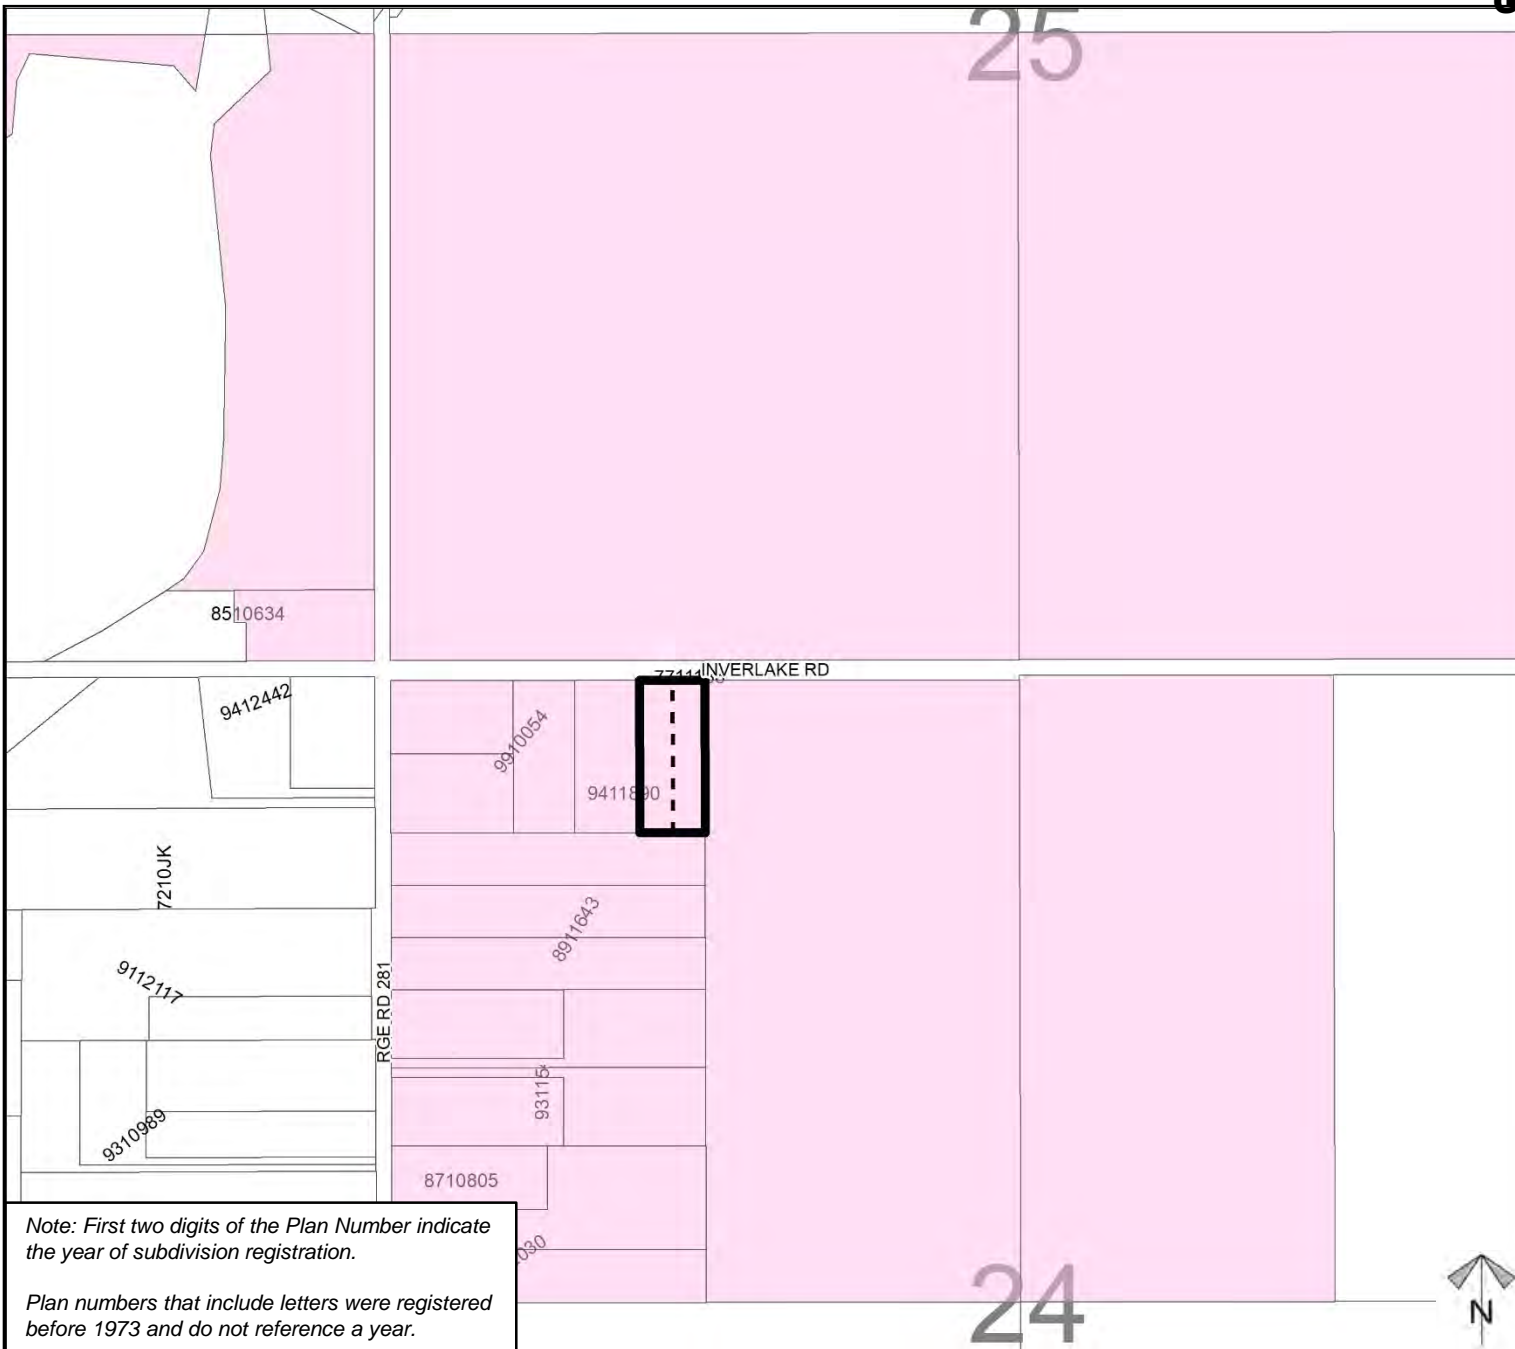 25
8510634
INVERLAKE RD
9412442
9910054
9411890
7210JK
8911643
9112117
RGE RD 281
9310989
8710805
Note: First two digits of the Plan Number indicate
the year of subdivision registration.
Plan numbers that include letters were registered
before 1973 and do not reference a year.
24
N